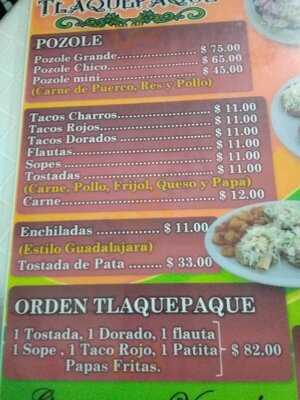 TLAQUEPAQUE
POZOLE
Pozole Grande.................... $ 75.00
Pozole Chico...................... $ 65.00
Pozole mini........................ $ 45.00
(Carne de Puerco, Res y Pollo)
Tacos Charros..................... $ 11.00
Tacos Rojos........................ $ 11.00
Tacos Dorados ................... $ 11.00
Flautas............................... $ 11.00
Sopes ................................. $ 11.00
Tostadas ............................ $ 11.00
(Carne, Pollo, Frijol, Queso y Papa)
Carne................................. $ 12.00
Enchiladas ............... $ 11.00
(Estilo Guadalajara)
Tostada de Pata ........ $ 33.00
ORDEN TLAQUEPAQUE
1 Tostada, 1 Dorado, 1 flauta
1 Sope , 1 Taco Rojo, 1 Patita - $ 82.00
Papas Fritas.